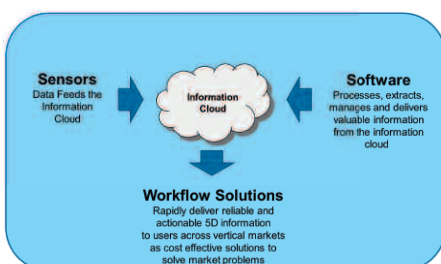 Sensors
Data Feeds the
Information
Cloud
Information
Cloud
Software
Processes, extracts,
manages and delivers
valuable information
from the information
cloud
Workflow Solutions
Rapidly deliver reliable and
actionable 5D information
to users across vertical markets
as cost effective solutions to
solve market problems